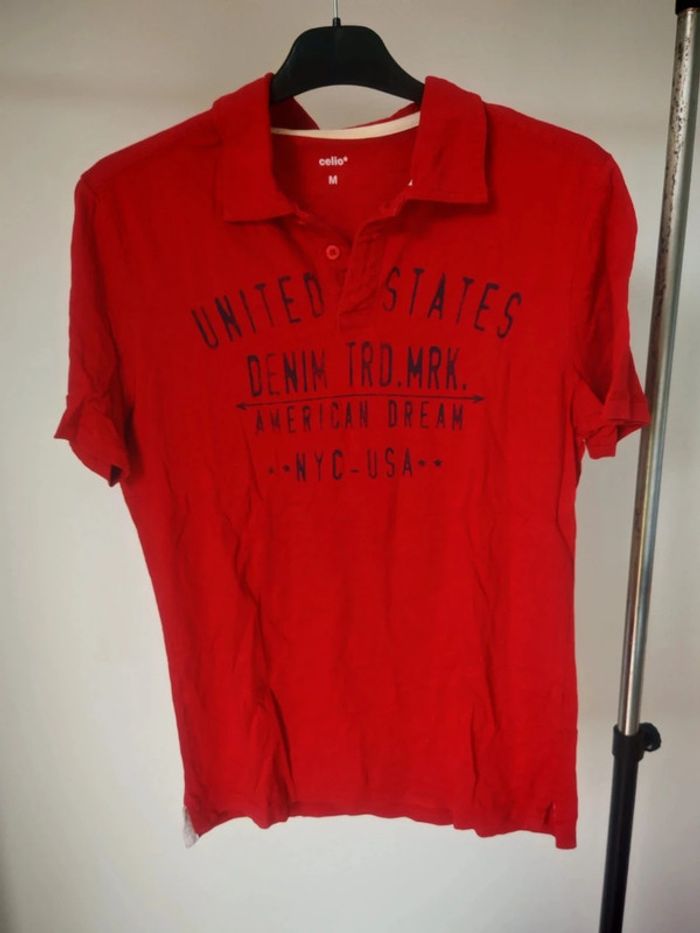 celio*
M
UNITED STATES
DENIM TRD.MRK.
AMERICAN DREAM
**NYC-USA**